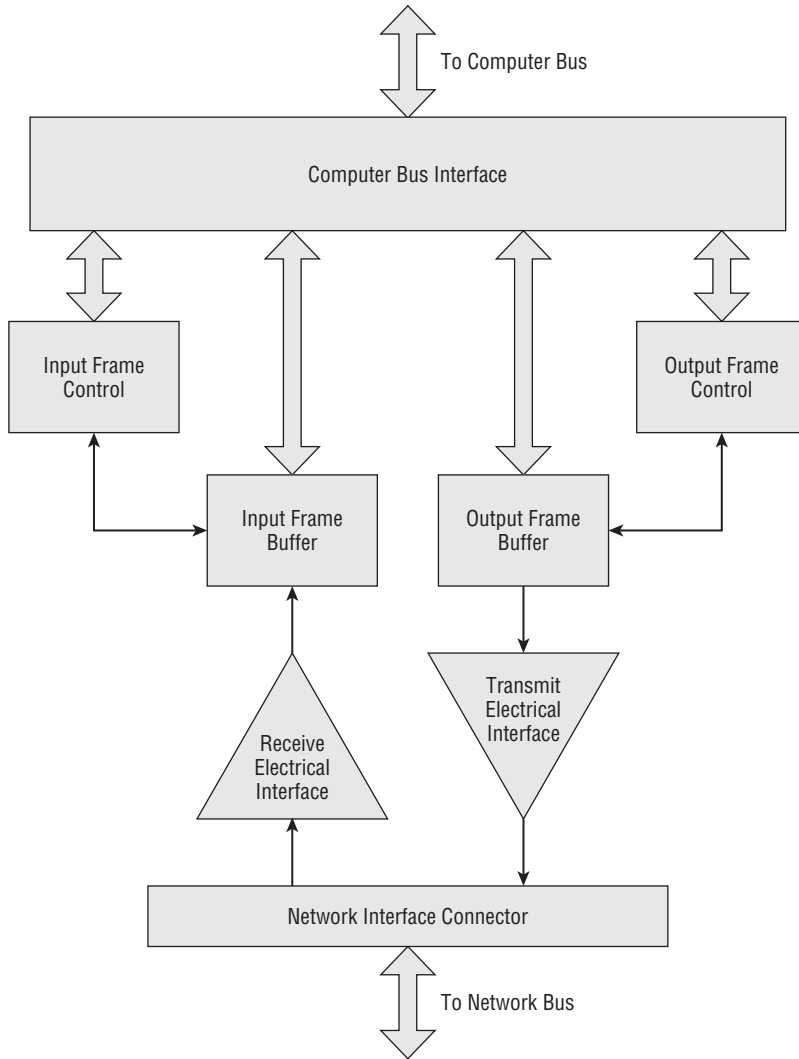 To Computer Bus
Computer Bus Interface
Input Frame
Control
Output Frame
Control
Input Frame
Buffer
Output Frame
Buffer
Transmit
Electrical
Interface
Receive
Electrical
Interface
Network Interface Connector
To Network Bus